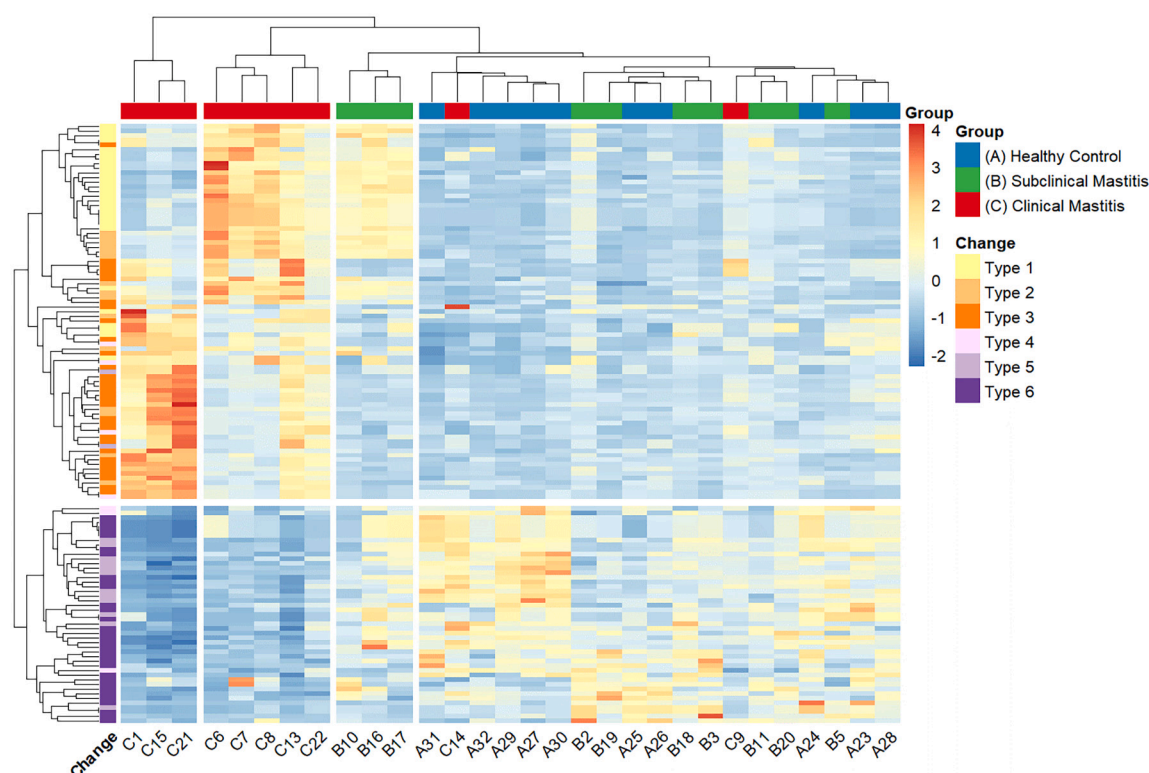 Group
4
3
2
1
0
-1
-2
Group
(A) Healthy Control
(B) Subclinical Mastitis
(C) Clinical Mastitis
Change
Type 1
Type 2
Type 3
Type 4
Type 5
Type 6
Change C1 C15 C21 C6 C7 C8 C13 C22 B10 B16 B17 A31 C14 A32 A29 A27 A30 B2 B19 A25 A26 B18 B3 C9 B11 B20 A24 B5 A23 A28